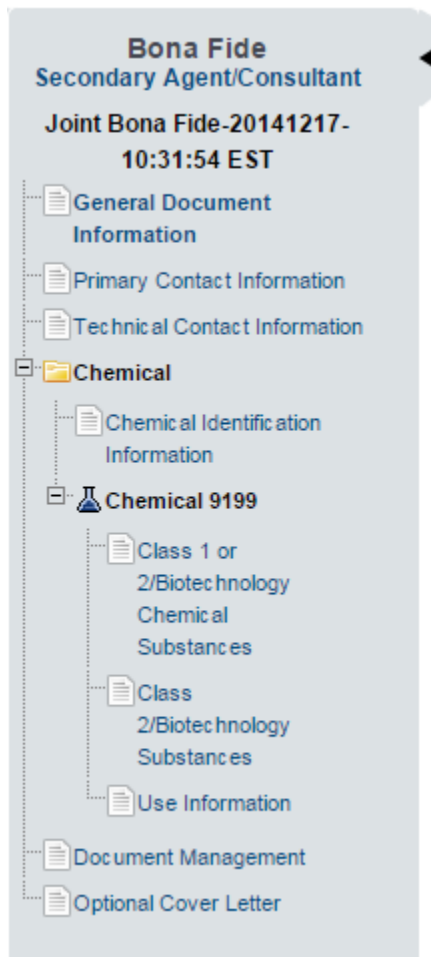 Bona Fide
Secondary Agent/Consultant
Joint Bona Fide-20141217-
10:31:54 EST
General Document
Information
Primary Contact Information
Technical Contact Information
Chemical
Chemical Identification
Information
Chemical 9199
Class 1 or
2/Biotechnology
Chemical
Substances
Class
2/Biotechnology
Substances
Use Information
Document Management
Optional Cover Letter